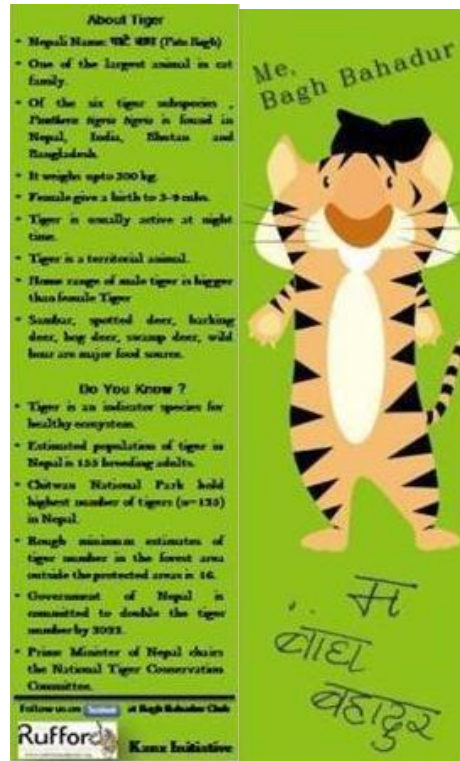 About Tiger
• Nepali Name: पाटे बाघ (Pate Bagh)
• One of the largest animal in cat
family.
• Of the six tiger subspecies ,
Panthera tigris tigris is found in
Nepal, India, Bhutan and
Bangladesh.
• It weighs upto 200 kg.
• Female give a birth to cubs.
• Tiger is usually active at night
time.
• Tiger is a territorial animal.
• Home range of male tiger is bigger
than female Tiger
• Sambar, spotted deer, barking
deer, hog deer, swamp deer, wild
boar are major food source.
Do You Know ?
• Tiger is an indicator species for
healthy ecosystem.
• Estimated population of tiger in
Nepal is 155 breeding adults.
• Chitwan National Park hold
highest number of tigers (n=125)
in Nepal.
• Rough minimum estimates of
tiger number in the forest area
outside the protected areas is 16.
• Government of Nepal is
committed to double the tiger
number by 2022.
• Prime Minister of Nepal chairs
the National Tiger Conservation
Committee.
Follow us on facebook at Bagh Bahadur Club
Rufford
Kanz Initiative
Me,
Bagh Bahadur
म
बाघ
बहादुर